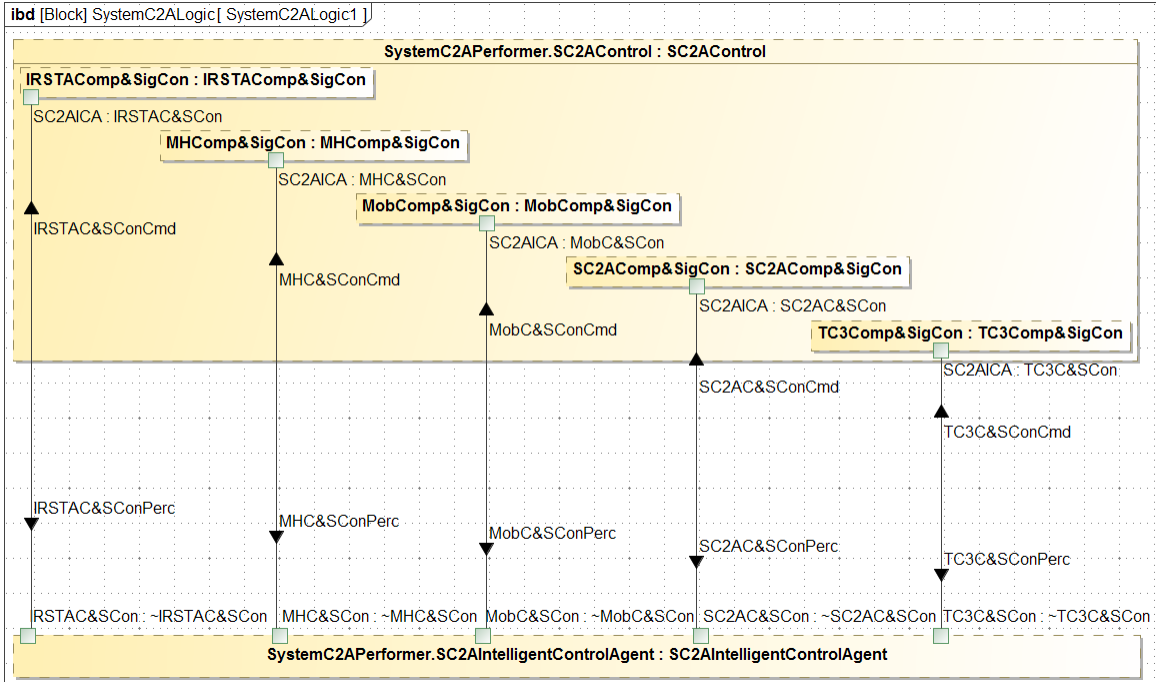 ibd [Block] SystemC2ALogic[ SystemC2ALogic1 ]
SystemC2APerformer.SC2AControl : SC2AControl
IRSTAComp&SigCon : IRSTAComp&SigCon
SC2AICA : IRSTAC&SCon
MHComp&SigCon : MHComp&SigCon
SC2AICA : MHC&SCon
MobComp&SigCon : MobComp&SigCon
IRSTAC&SConCmd
SC2AICA : MobC&SCon
SC2AComp&SigCon : SC2AComp&SigCon
MHC&SConCmd
SC2AICA : SC2AC&SCon
MobC&SConCmd
TC3Comp&SigCon : TC3Comp&SigCon
SC2AICA : TC3C&SCon
SC2AC&SConCmd
TC3C&SConCmd
IRSTAC&SConPerc
MHC&SConPerc
MobC&SConPerc
SC2AC&SConPerc
TC3C&SConPerc
IRSTAC&SCon : ~IRSTAC&SCon MHC&SCon : ~MHC&SCon MobC&SCon : ~MobC&SCon SC2AC&SCon : ~SC2AC&SCon TC3C&SCon : ~TC3C&SCon
SystemC2APerformer.SC2AIntelligentControlAgent : SC2AIntelligentControlAgent